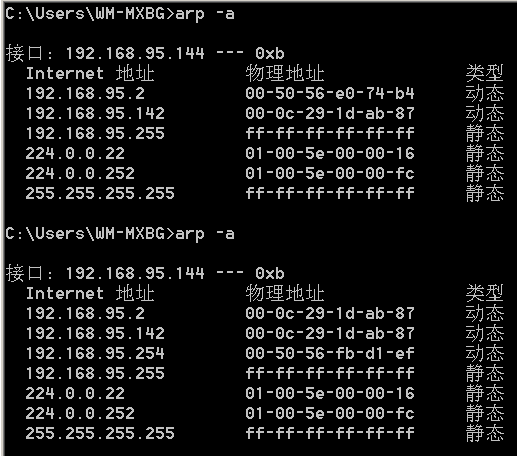 C:\Users\WM-MXBG>arp -a
接口: 192.168.95.144 --- 0xb
Internet 地址 物理地址 类型
192.168.95.2 00-50-56-e0-74-b4 动态
192.168.95.142 00-0c-29-1d-ab-87 动态
192.168.95.255 ff-ff-ff-ff-ff-ff 静态
224.0.0.22 01-00-5e-00-00-16 静态
224.0.0.252 01-00-5e-00-00-fc 静态
255.255.255.255 ff-ff-ff-ff-ff-ff 静态
C:\Users\WM-MXBG>arp -a
接口: 192.168.95.144 --- 0xb
Internet 地址 物理地址 类型
192.168.95.2 00-0c-29-1d-ab-87 动态
192.168.95.142 00-0c-29-1d-ab-87 动态
192.168.95.254 00-50-56-fb-d1-ef 动态
192.168.95.255 ff-ff-ff-ff-ff-ff 静态
224.0.0.22 01-00-5e-00-00-16 静态
224.0.0.252 01-00-5e-00-00-fc 静态
255.255.255.255 ff-ff-ff-ff-ff-ff 静态